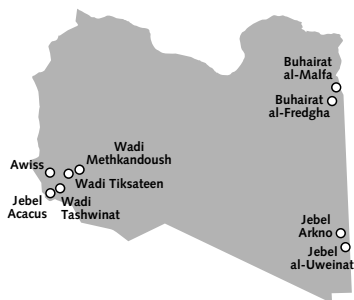 Buhairat
al-Malfa
Buhairat
al-Fredgha
Wadi
Methkandoush
Awiss
Wadi Tiksateen
Jebel
Acacus
Wadi
Tashwinat
Jebel
Arkno
Jebel
al-Uweinat